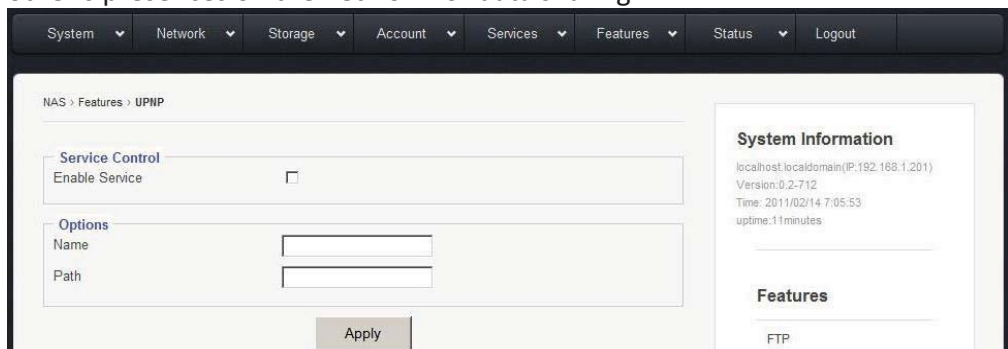 System Network Storage Account Services Features Status Logout
NAS > Features > UPNP
Service Control
Enable Service
Options
Name
Path
Apply
System Information
localhost.localdomain(IP:192.168.1.201)
Version:0.2-712
Time: 2011/02/14 7:05:53
uptime:11minutes
Features
FTP